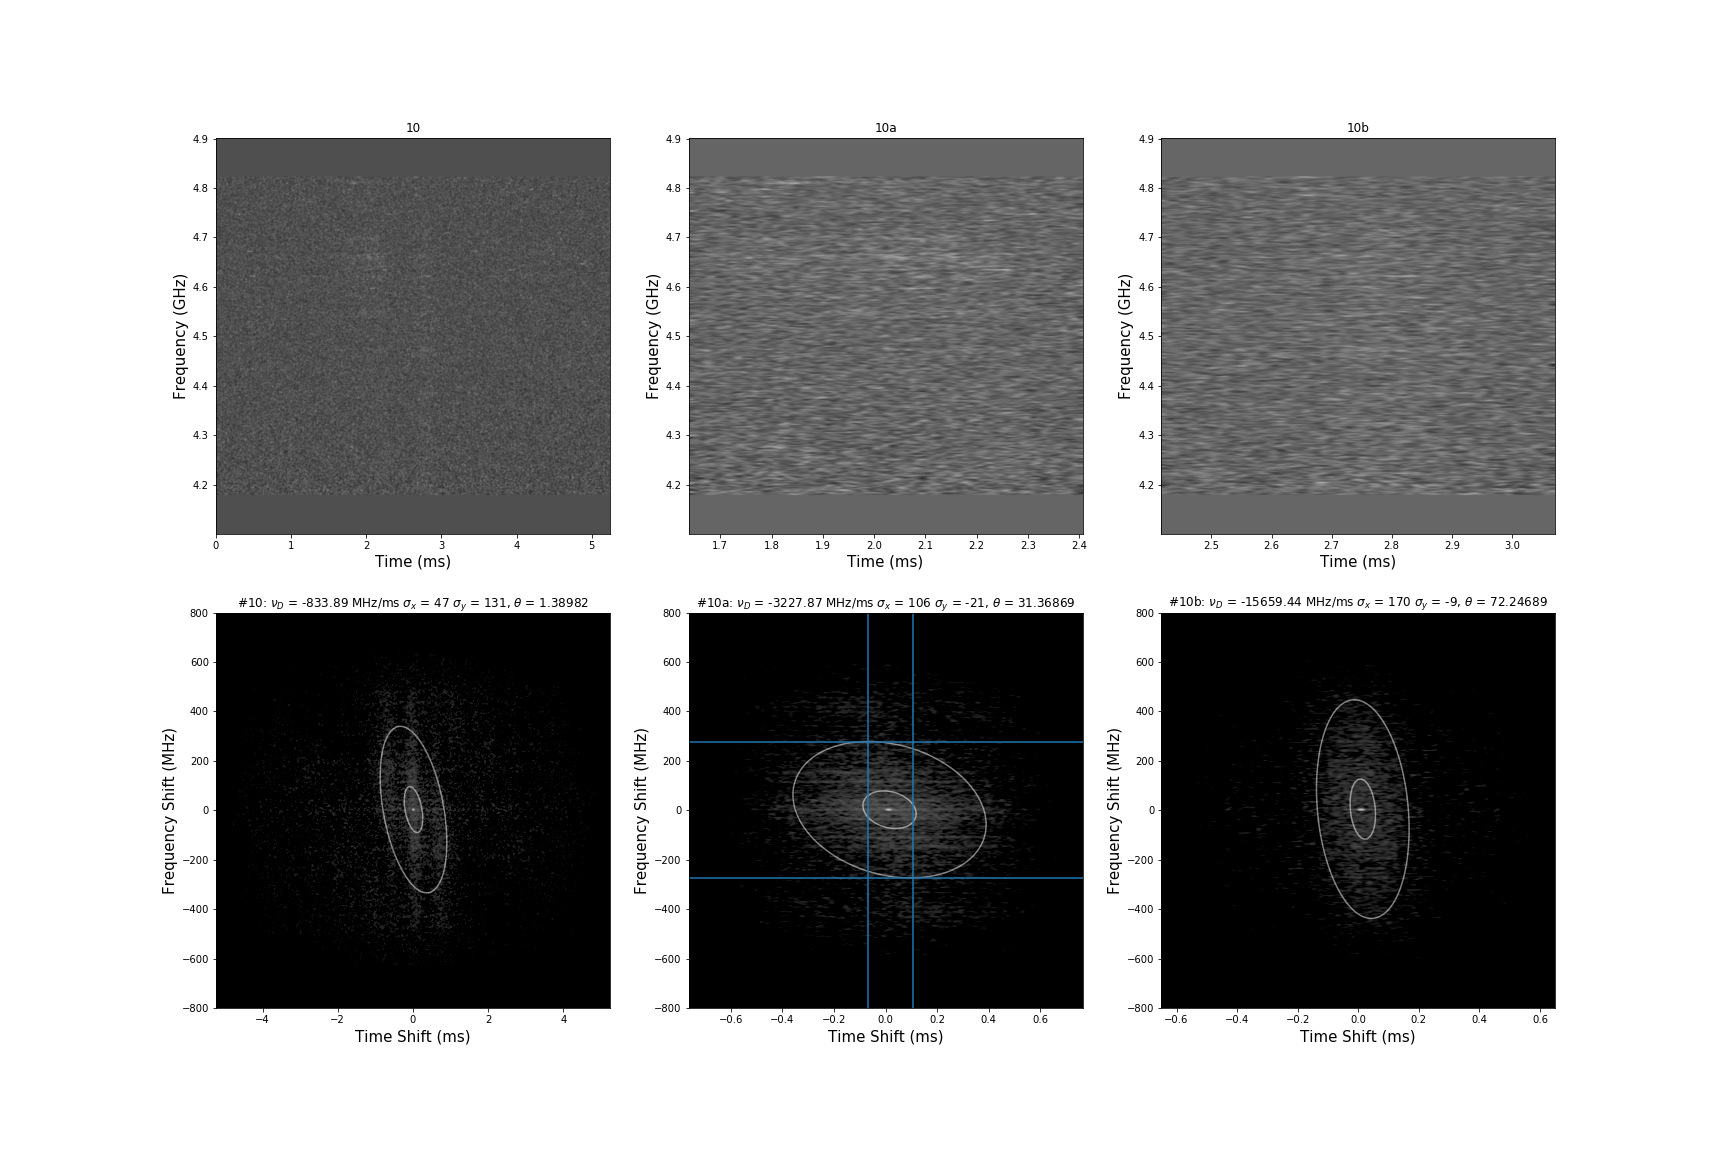 10
10a
10b
4.9
4.8
4.7
4.6
4.5
4.4
4.3
4.2
Frequency (GHz)
0 1 2 3 4 5
Time (ms)
4.9
4.8
4.7
4.6
4.5
4.4
4.3
4.2
Frequency (GHz)
1.7 1.8 1.9 2.0 2.1 2.2 2.3 2.4
Time (ms)
4.9
4.8
4.7
4.6
4.5
4.4
4.3
4.2
Frequency (GHz)
2.5 2.6 2.7 2.8 2.9 3.0
Time (ms)
#10: ν_D = -833.89 MHz/ms σ_x = 47 σ_y = 131, θ = 1.38982
800
600
400
200
0
−200
−400
−600
−800
Frequency Shift (MHz)
−4 −2 0 2 4
Time Shift (ms)
#10a: ν_D = -3227.87 MHz/ms σ_x = 106 σ_y = -21, θ = 31.36869
800
600
400
200
0
−200
−400
−600
−800
Frequency Shift (MHz)
−0.6 −0.4 −0.2 0.0 0.2 0.4 0.6
Time Shift (ms)
#10b: ν_D = -15659.44 MHz/ms σ_x = 170 σ_y = -9, θ = 72.24689
800
600
400
200
0
−200
−400
−600
−800
Frequency Shift (MHz)
−0.6 −0.4 −0.2 0.0 0.2 0.4 0.6
Time Shift (ms)